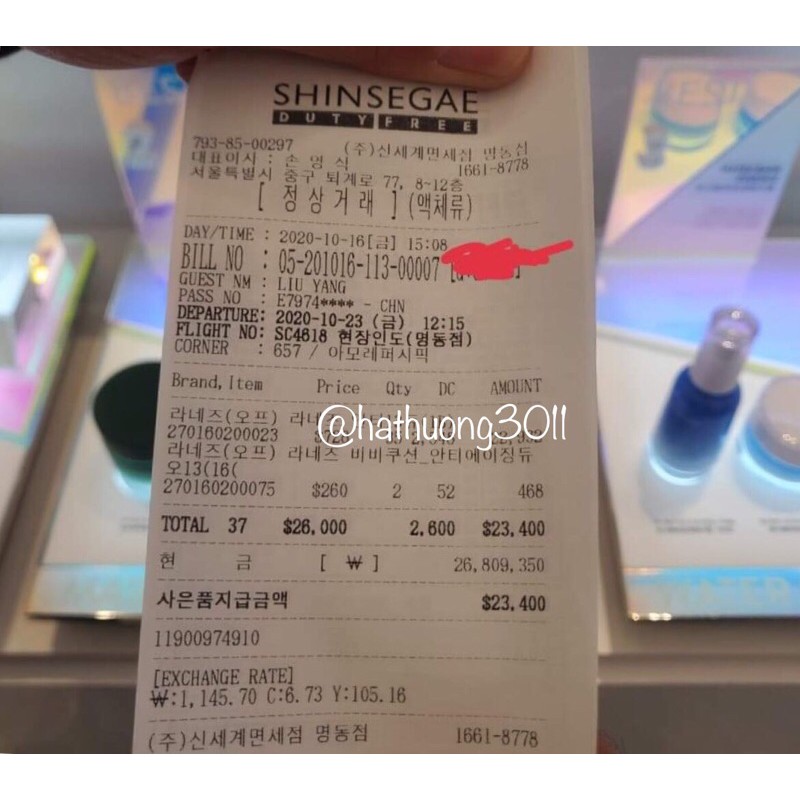 SHINSEGAE
DUTY FREE
793-85-00297 (주)신세계면세점 명동점
대표이사 : 손영식 1661-8778
서울특별시 중구 퇴계로 77, 8-12층
[ 정상거래 ] (액체류)
DAY/TIME : 2020-10-16[금] 15:08
BILL NO : 05-201016-113-00007
GUEST NM : LIU YANG
PASS NO : E7974**** - CHN
DEPARTURE: 2020-10-23 (금) 12:15
FLIGHT NO: SC4618 현장인도(명동점)
CORNER : 657 / 아모레퍼시픽
Brand,Item Price Qty DC AMOUNT
라네즈(오프) 라네즈
@hathuong3011
270160200023
라네즈(오프) 라네즈 비비쿠션_안티에이징듀
오13(16(
270160200075 $260 2 52 468
TOTAL 37 $26,000 2,600 $23,400
현 금 [ ₩ ] 26,809,350
사은품지급금액 $23,400
11900974910
[EXCHANGE RATE]
₩:1,145.70 C:6.73 Y:105.16
(주)신세계면세점 명동점 1661-8778